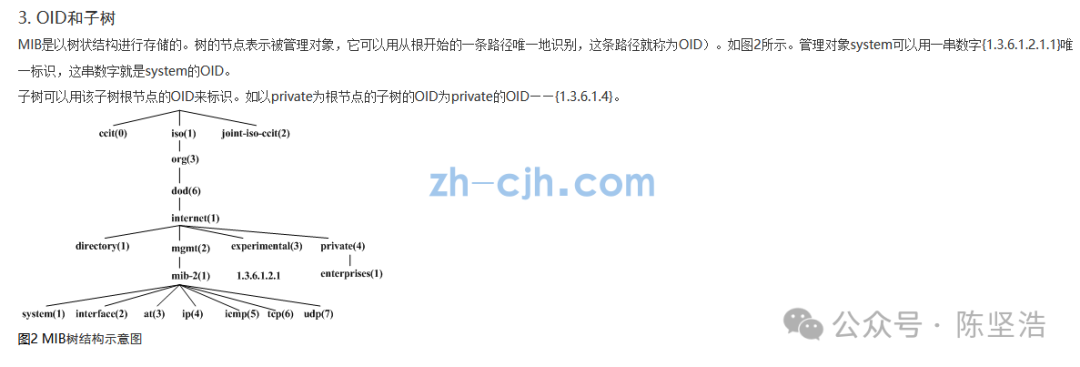 3. OID和子树
MIB是以树状结构进行存储的。树的节点表示被管理对象，它可以用从根开始的一条路径唯一地识别，这条路径就称为OID）。如图2所示。管理对象system可以用一串数字{1.3.6.1.2.1.1}唯
一标识，这串数字就是system的OID。
子树可以用该子树根节点的OID来标识。如以private为根节点的子树的OID为private的OID——{1.3.6.1.4}。
ccit(0) iso(1) joint-iso-ccit(2)
org(3)
zh-cjh.com
dod(6)
internet(1)
directory(1) mgmt(2) experimental(3) private(4)
mib-2(1) 1.3.6.1.2.1 enterprises(1)
system(1) interface(2) at(3) ip(4) icmp(5) tcp(6) udp(7)
公众号 · 陈坚浩
图2 MIB树结构示意图